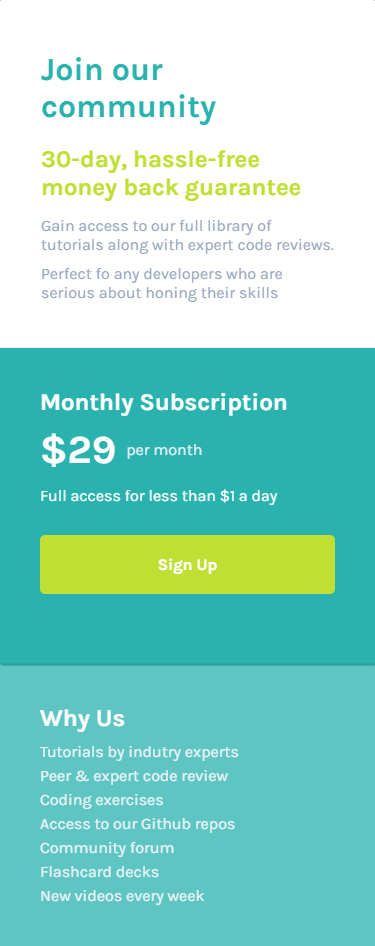 Join our
community
30-day, hassle-free
money back guarantee
Gain access to our full library of
tutorials along with expert code reviews.
Perfect fo any developers who are
serious about honing their skills
Monthly Subscription
$29 per month
Full access for less than $1 a day
Sign Up
Why Us
Tutorials by indutry experts
Peer & expert code review
Coding exercises
Access to our Github repos
Community forum
Flashcard decks
New videos every week